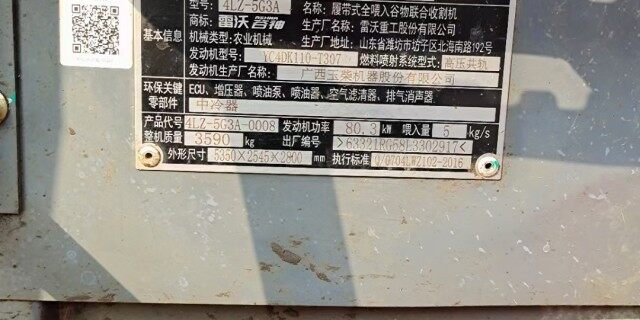 型号: 4LZ-5G3A 名称: 履带式全喂入谷物联合收割机
商标: 雷沃 谷神 生产厂名称: 雷沃重工股份有限公司
基本信息 机械类型: 农业机械 生产厂地址: 山东省潍坊市坊子区北海南路192号
发动机型号: YC4DK110-T307 燃料喷射系统型式: 高压共轨
发动机生产厂名称: 广西玉柴机器股份有限公司
环保关键零部件 ECU、增压器、喷油泵、喷油器、空气滤清器、排气消声器、
中冷器
产品代号 4LZ-5G3A-0008 发动机功率 80.3 kW 喂入量 5 kg/s
整机质量 3590 kg 出厂编号 >63321RG58L3302917<
外形尺寸 5350×2545×2800 mm 执行标准 Q/0704LWZ102-2016